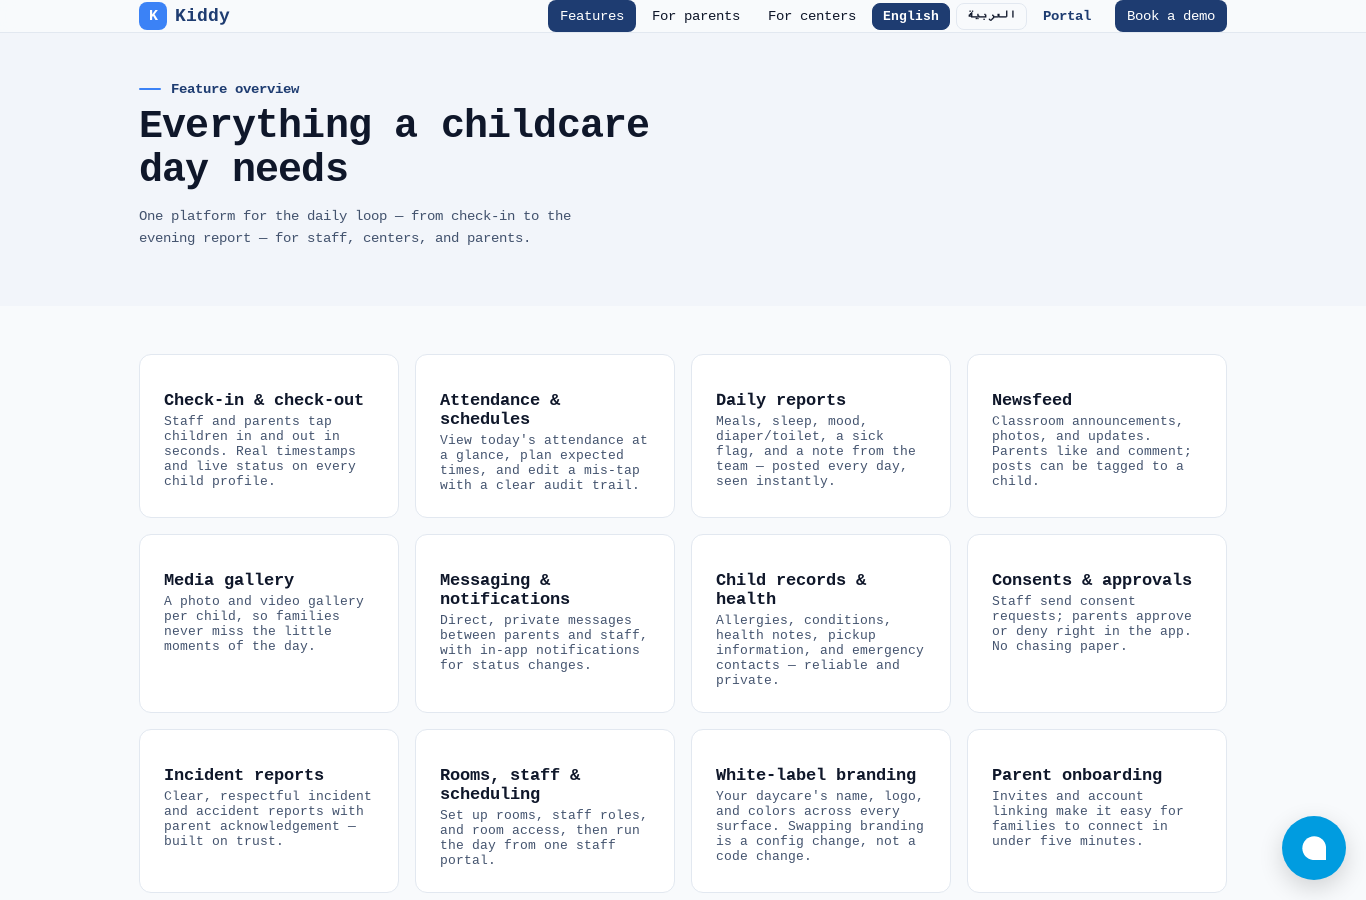 K Kiddy
Features For parents For centers English العربية Portal Book a demo
Feature overview
Everything a childcare
day needs
One platform for the daily loop — from check-in to the
evening report — for staff, centers, and parents.
Check-in & check-out
Staff and parents tap
children in and out in
seconds. Real timestamps
and live status on every
child profile.
Attendance &
schedules
View today's attendance at
a glance, plan expected
times, and edit a mis-tap
with a clear audit trail.
Daily reports
Meals, sleep, mood,
diaper/toilet, a sick
flag, and a note from the
team — posted every day,
seen instantly.
Newsfeed
Classroom announcements,
photos, and updates.
Parents like and comment;
posts can be tagged to a
child.
Media gallery
A photo and video gallery
per child, so families
never miss the little
moments of the day.
Messaging &
notifications
Direct, private messages
between parents and staff,
with in-app notifications
for status changes.
Child records &
health
Allergies, conditions,
health notes, pickup
information, and emergency
contacts — reliable and
private.
Consents & approvals
Staff send consent
requests; parents approve
or deny right in the app.
No chasing paper.
Incident reports
Clear, respectful incident
and accident reports with
parent acknowledgement —
built on trust.
Rooms, staff &
scheduling
Set up rooms, staff roles,
and room access, then run
the day from one staff
portal.
White-label branding
Your daycare's name, logo,
and colors across every
surface. Swapping branding
is a config change, not a
code change.
Parent onboarding
Invites and account
linking make it easy for
families to connect in
under five minutes.